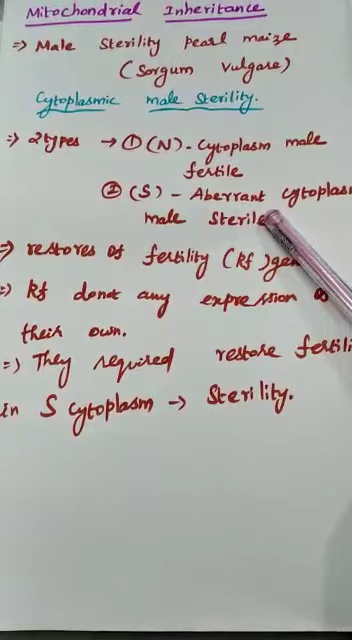 Mitochondrial Inheritance
=> Male Sterility pearl maize
(Sorgum vulgare)
Cytoplasmic male sterility.
=> 2types → ① (N) - Cytoplasm male
fertile
② (S) - Aberrant cytoplasm
male Sterile
=> restores of fertility (Rf) gen
=> Rf donot any expression
their own.
=> They required restore fertili
in S cytoplasm → Sterility.